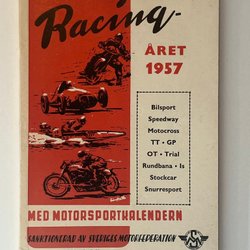 Racing-
ÅRET
1957
Bilsport
Speedway
Motocross
TT • GP
OT • Trial
Rundbana • Is
Stockcar
Snurresport
MED MOTORSPORTKALENDERN
SANKTIONERAD AV SVERIGES MOTORFEDERATION